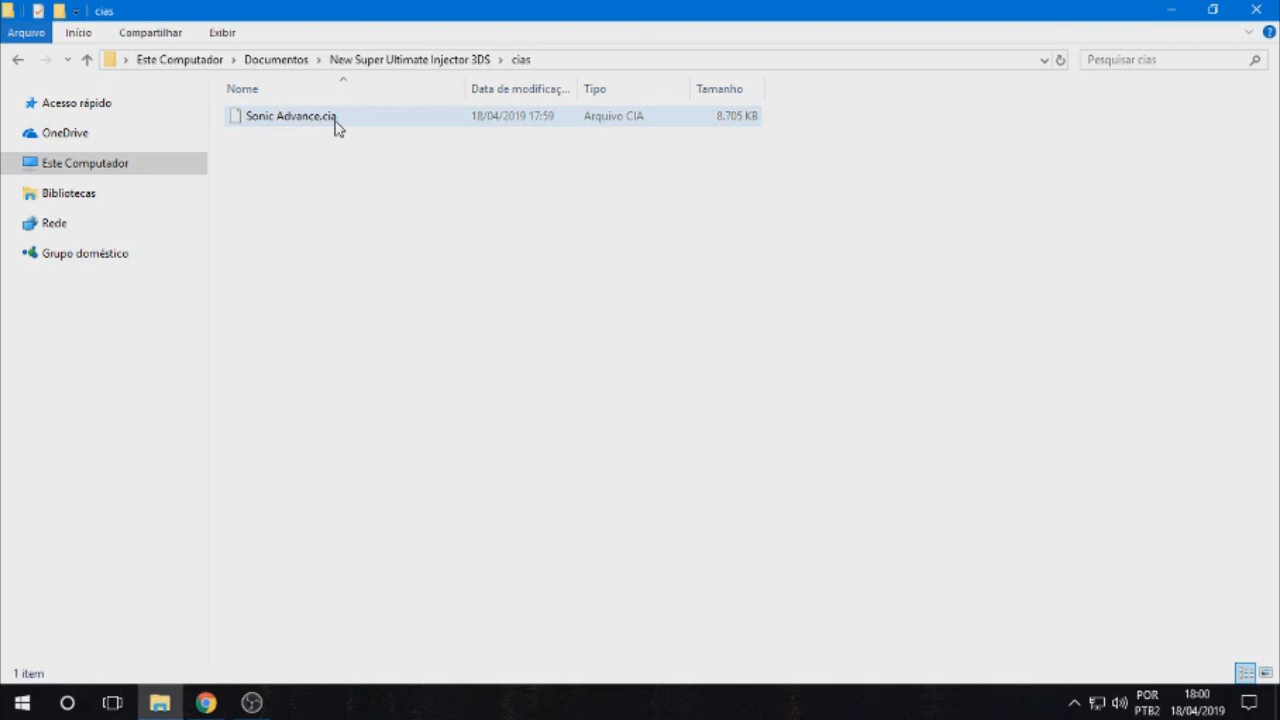 cias
Arquivo Início Compartilhar Exibir
Este Computador Documentos New Super Ultimate Injector 3DS cias Pesquisar cias
Nome Data de modificaç... Tipo Tamanho
Sonic Advance.cia 18/04/2019 17:59 Arquivo CIA 8.705 KB
Acesso rápido
OneDrive
Este Computador
Bibliotecas
Rede
Grupo doméstico
1 item
POR 18:00
PTB2 18/04/2019